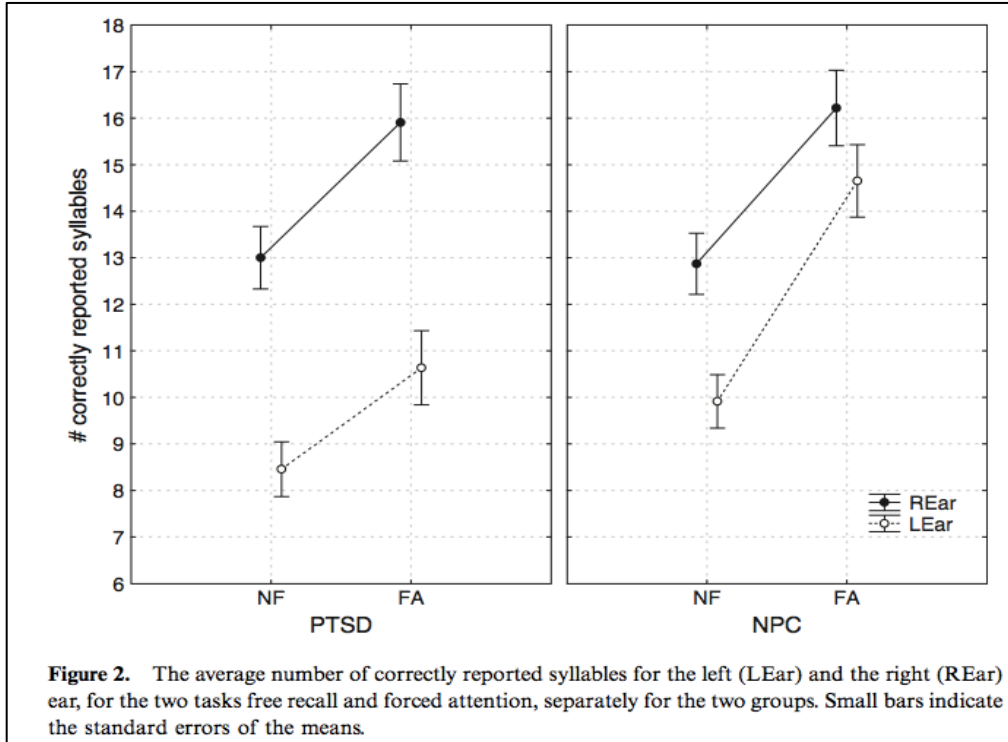 18
17
16
15
14
13
12
11
10
9
8
7
6
# correctly reported syllables
NF FA
PTSD
NF FA
NPC
REar
LEar
Figure 2. The average number of correctly reported syllables for the left (LEar) and the right (REar)
ear, for the two tasks free recall and forced attention, separately for the two groups. Small bars indicate
the standard errors of the means.